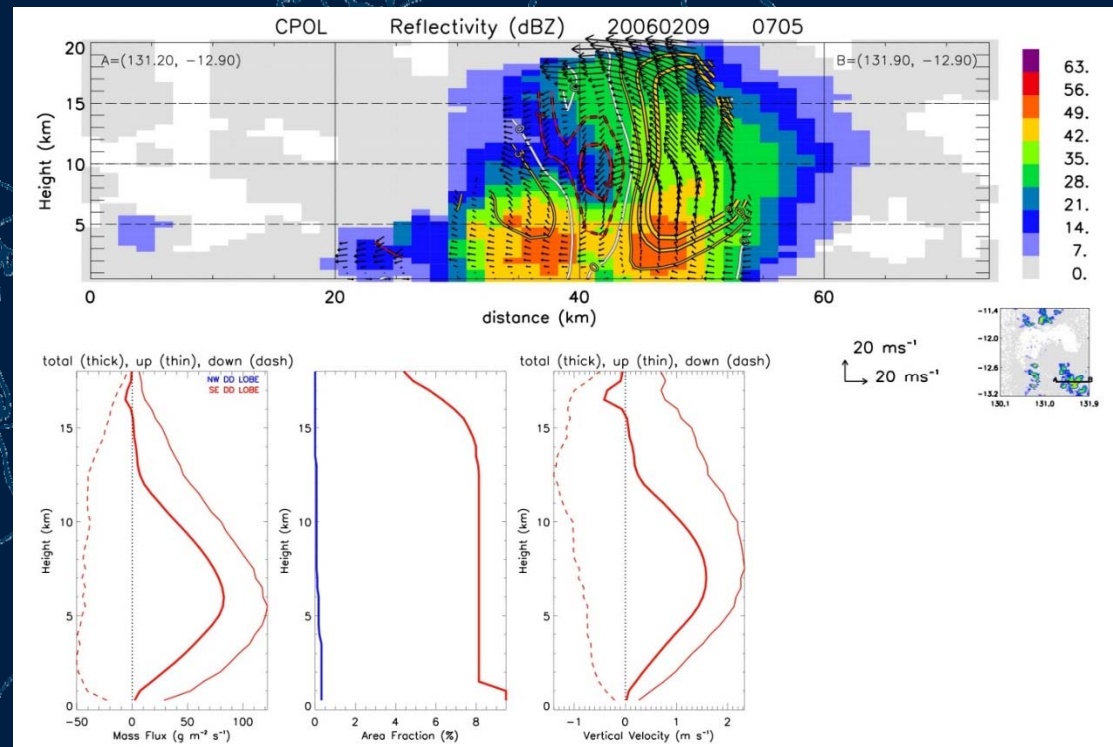 CPOL Reflectivity (dBZ) 20060209 0705
A=(131.20, -12.90) B=(131.90, -12.90)
20
15
10
5
Height (km)
0 20 40 60
distance (km)
63.
56.
49.
42.
35.
28.
21.
14.
7.
0.
20 ms⁻¹
20 ms⁻¹
-11.4
-12.0
-12.6
-13.2
A B
130.1 131.0 131.9
total (thick), up (thin), down (dash)
NW DD LOBE
SE DD LOBE
15
10
5
0
Height (km)
-50 0 50 100
Mass Flux (g m⁻² s⁻¹)
15
10
5
0
Height (km)
0 2 4 6 8
Area Fraction (%)
total (thick), up (thin), down (dash)
15
10
5
0
Height (km)
-1 0 1 2
Vertical Velocity (m s⁻¹)